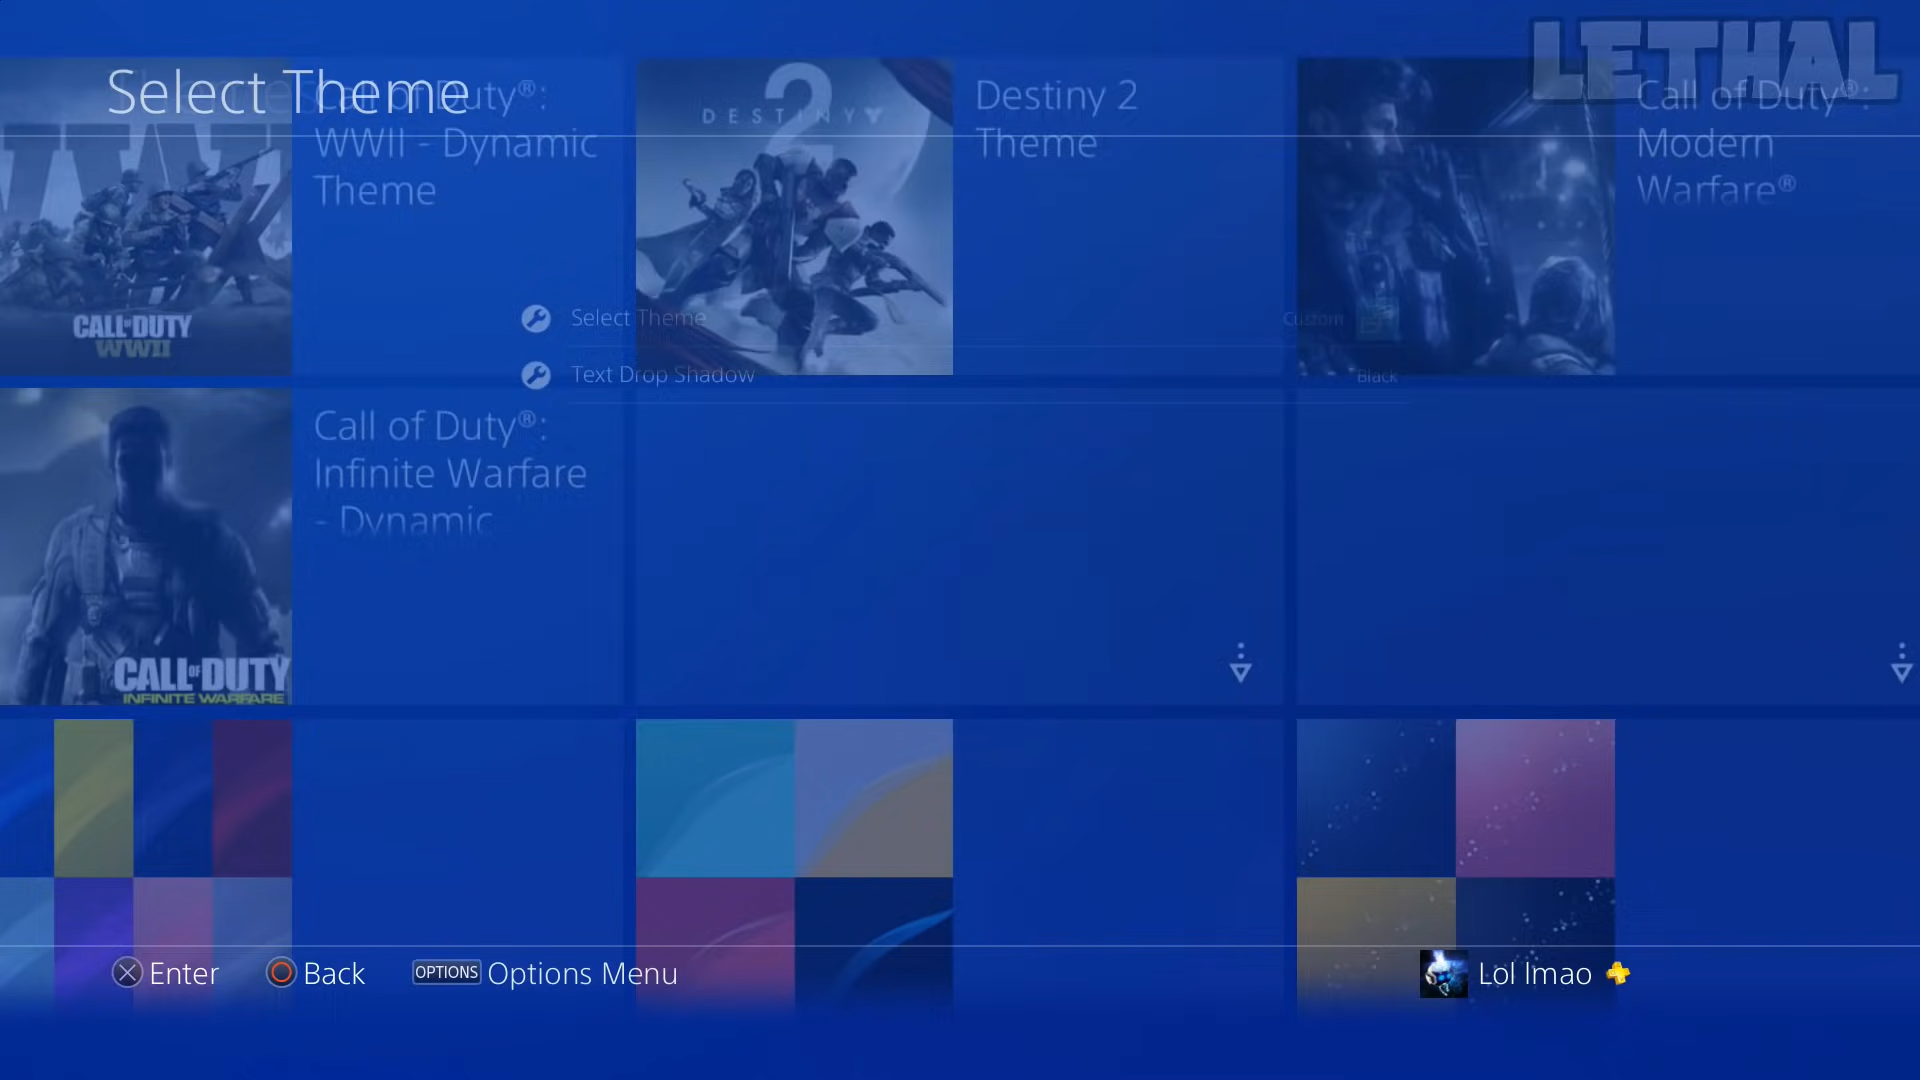 LETHAL
Select Theme
Call of Duty®:
WWII - Dynamic
Theme
CALL OF DUTY
WWII
2
DESTINY
Destiny 2
Theme
Call of Duty®:
Modern
Warfare®
Select Theme
Custom
Text Drop Shadow
Black
Call of Duty®:
Infinite Warfare
- Dynamic
CALL OF DUTY
INFINITE WARFARE
Enter
Back
OPTIONS Options Menu
Lol lmao